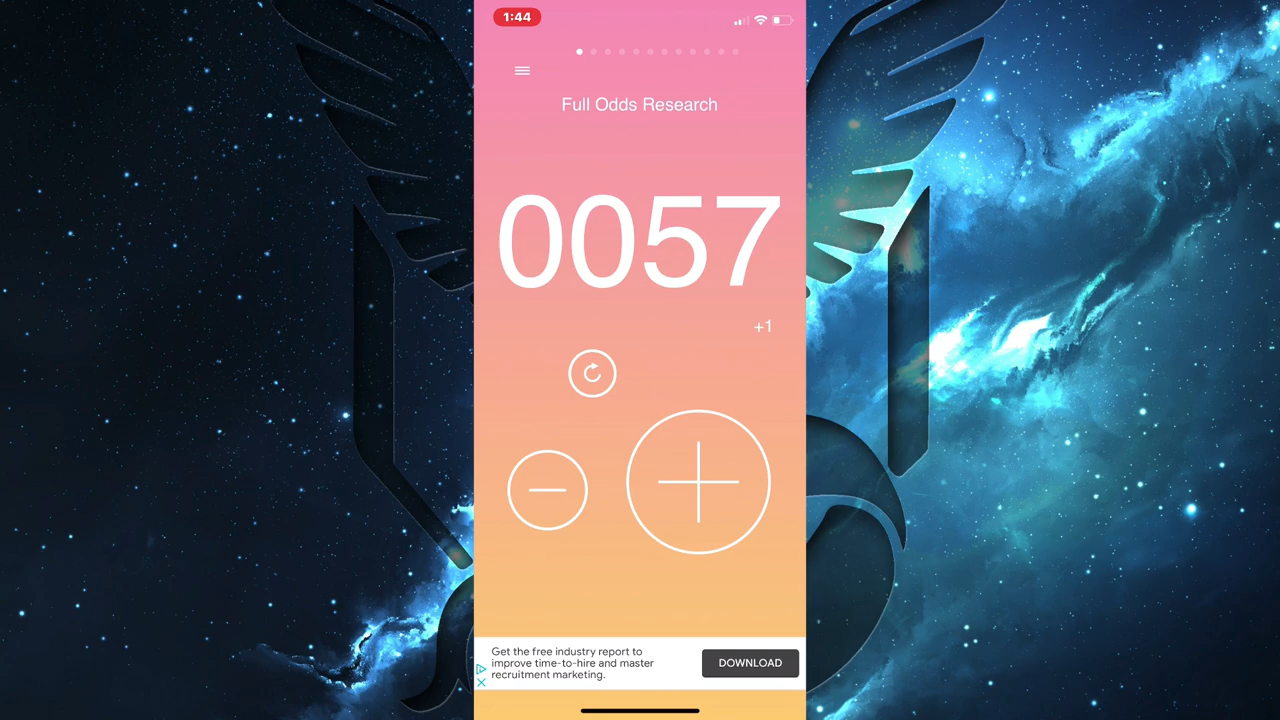 1:44
Full Odds Research
0057
+1
Get the free industry report to
improve time-to-hire and master
recruitment marketing.
DOWNLOAD